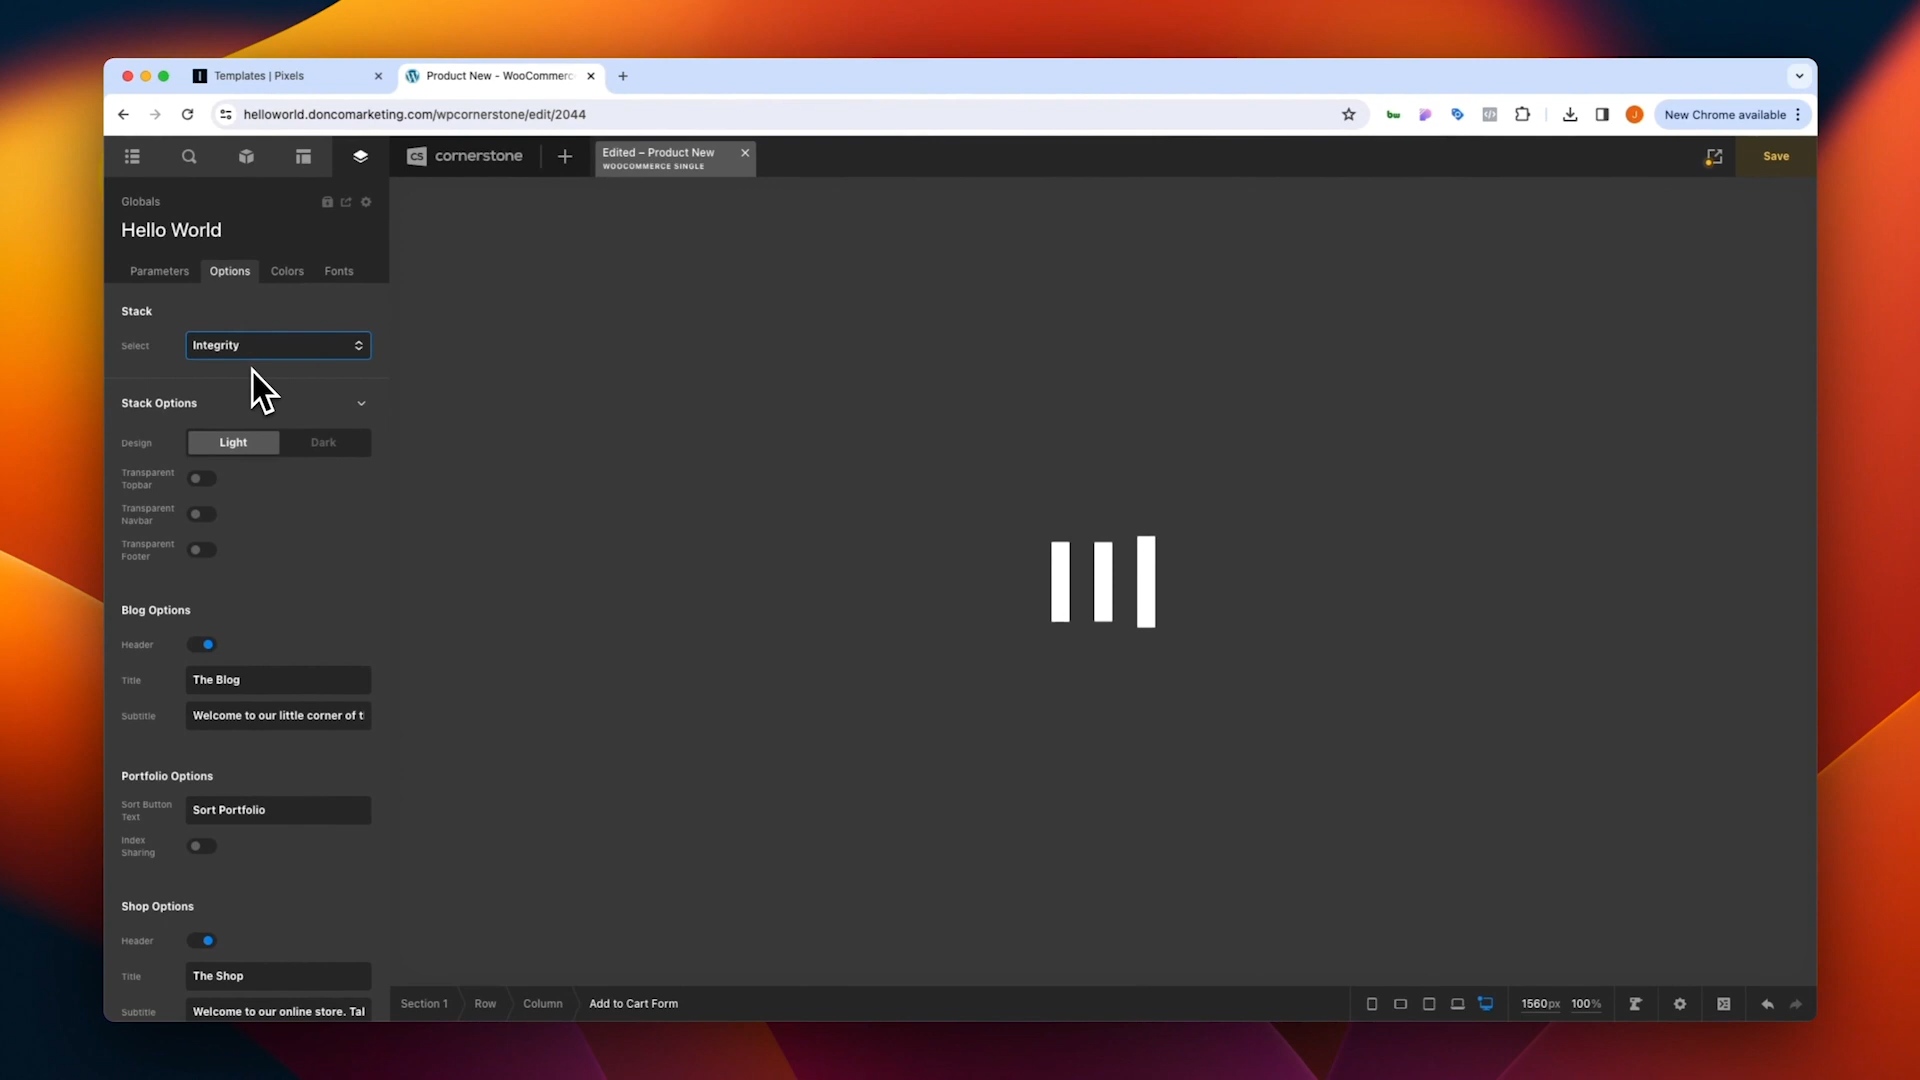 Templates | Pixels
Product New - WooCommerc
helloworld.doncomarketing.com/wpcornerstone/edit/2044
bw
J
New Chrome available
CS cornerstone
Edited – Product New
WOOCOMMERCE SINGLE
Save
Globals
Hello World
Parameters Options Colors Fonts
Stack
Select Integrity
Stack Options
Design Light Dark
Transparent
Topbar
Transparent
Navbar
Transparent
Footer
Blog Options
Header
Title The Blog
Subtitle Welcome to our little corner of t
Portfolio Options
Sort Button
Text
Sort Portfolio
Index
Sharing
Shop Options
Header
Title The Shop
Subtitle Welcome to our online store. Tal
Section 1 Row Column Add to Cart Form
1560px 100%